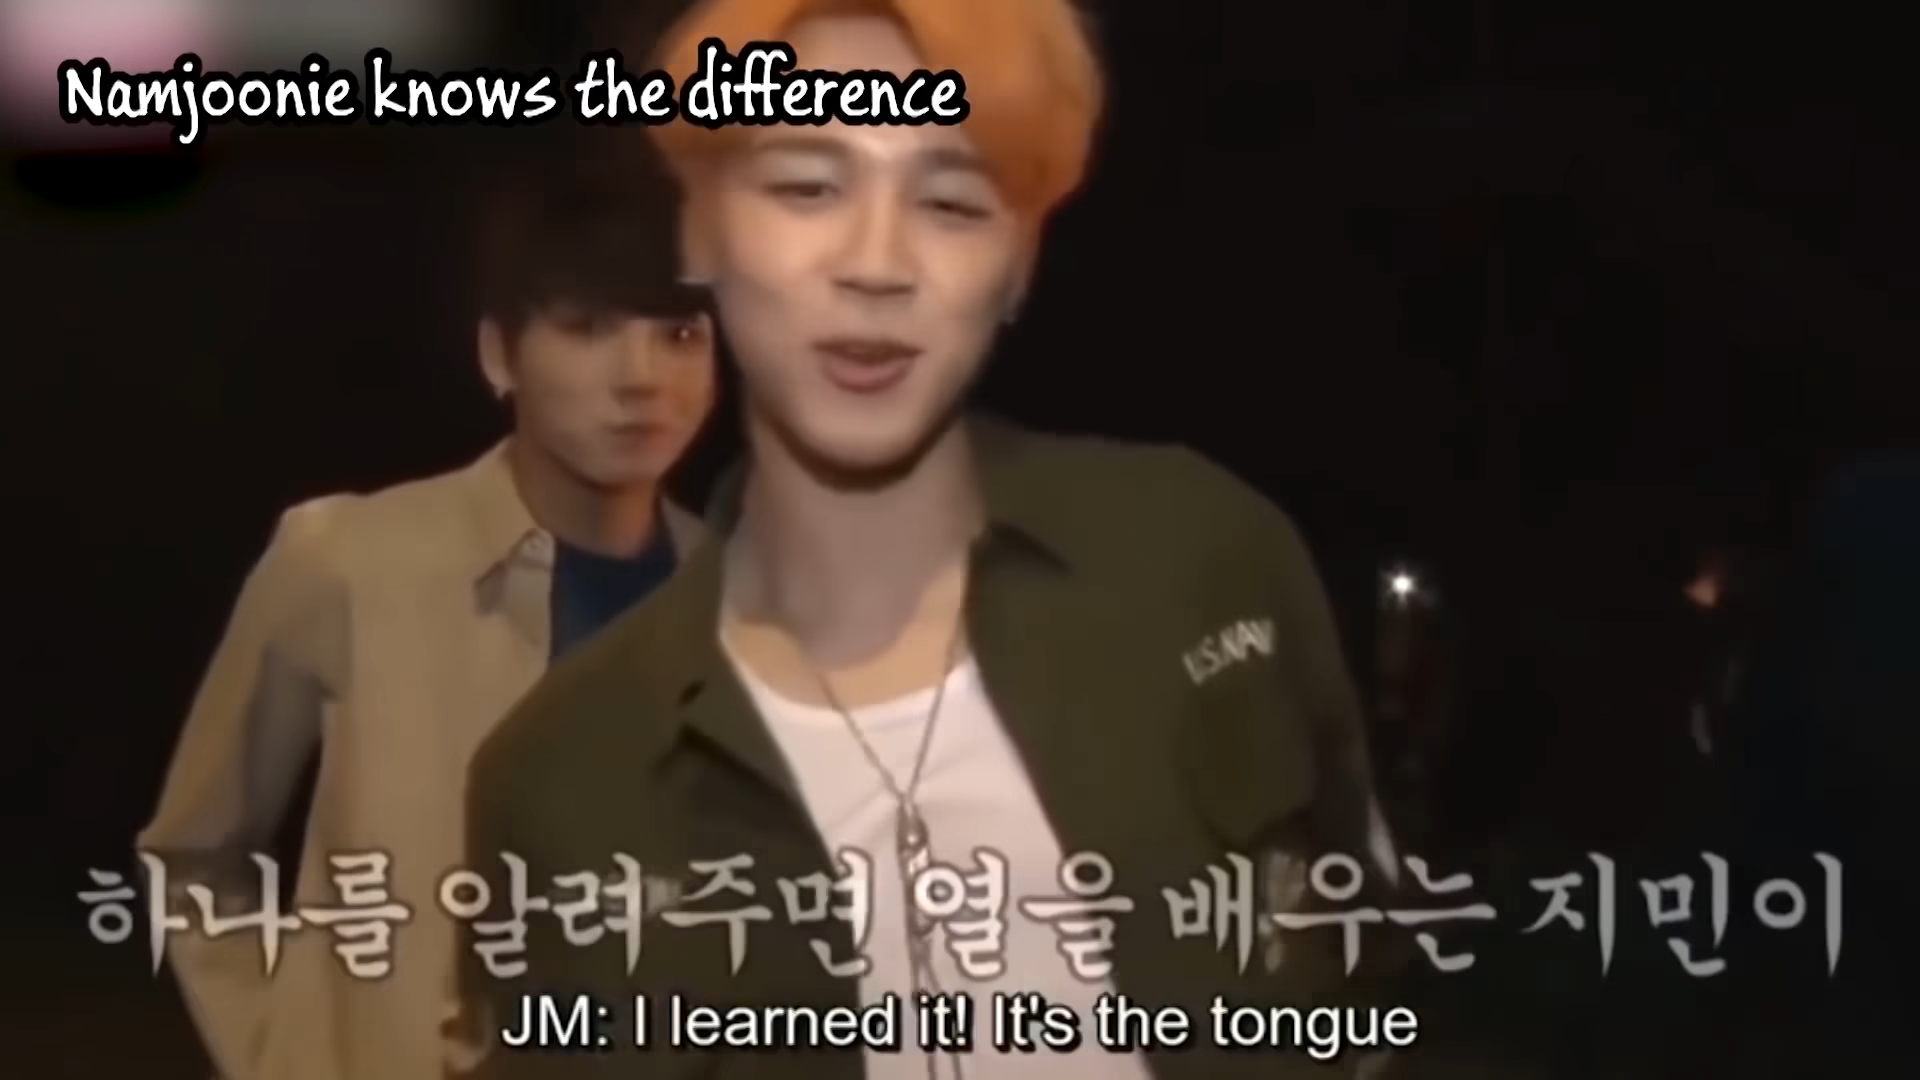 Namjoonie knows the difference
U.S.NAV
하나를 알려주면 열을 배우는 지민이
JM: I learned it! It's the tongue